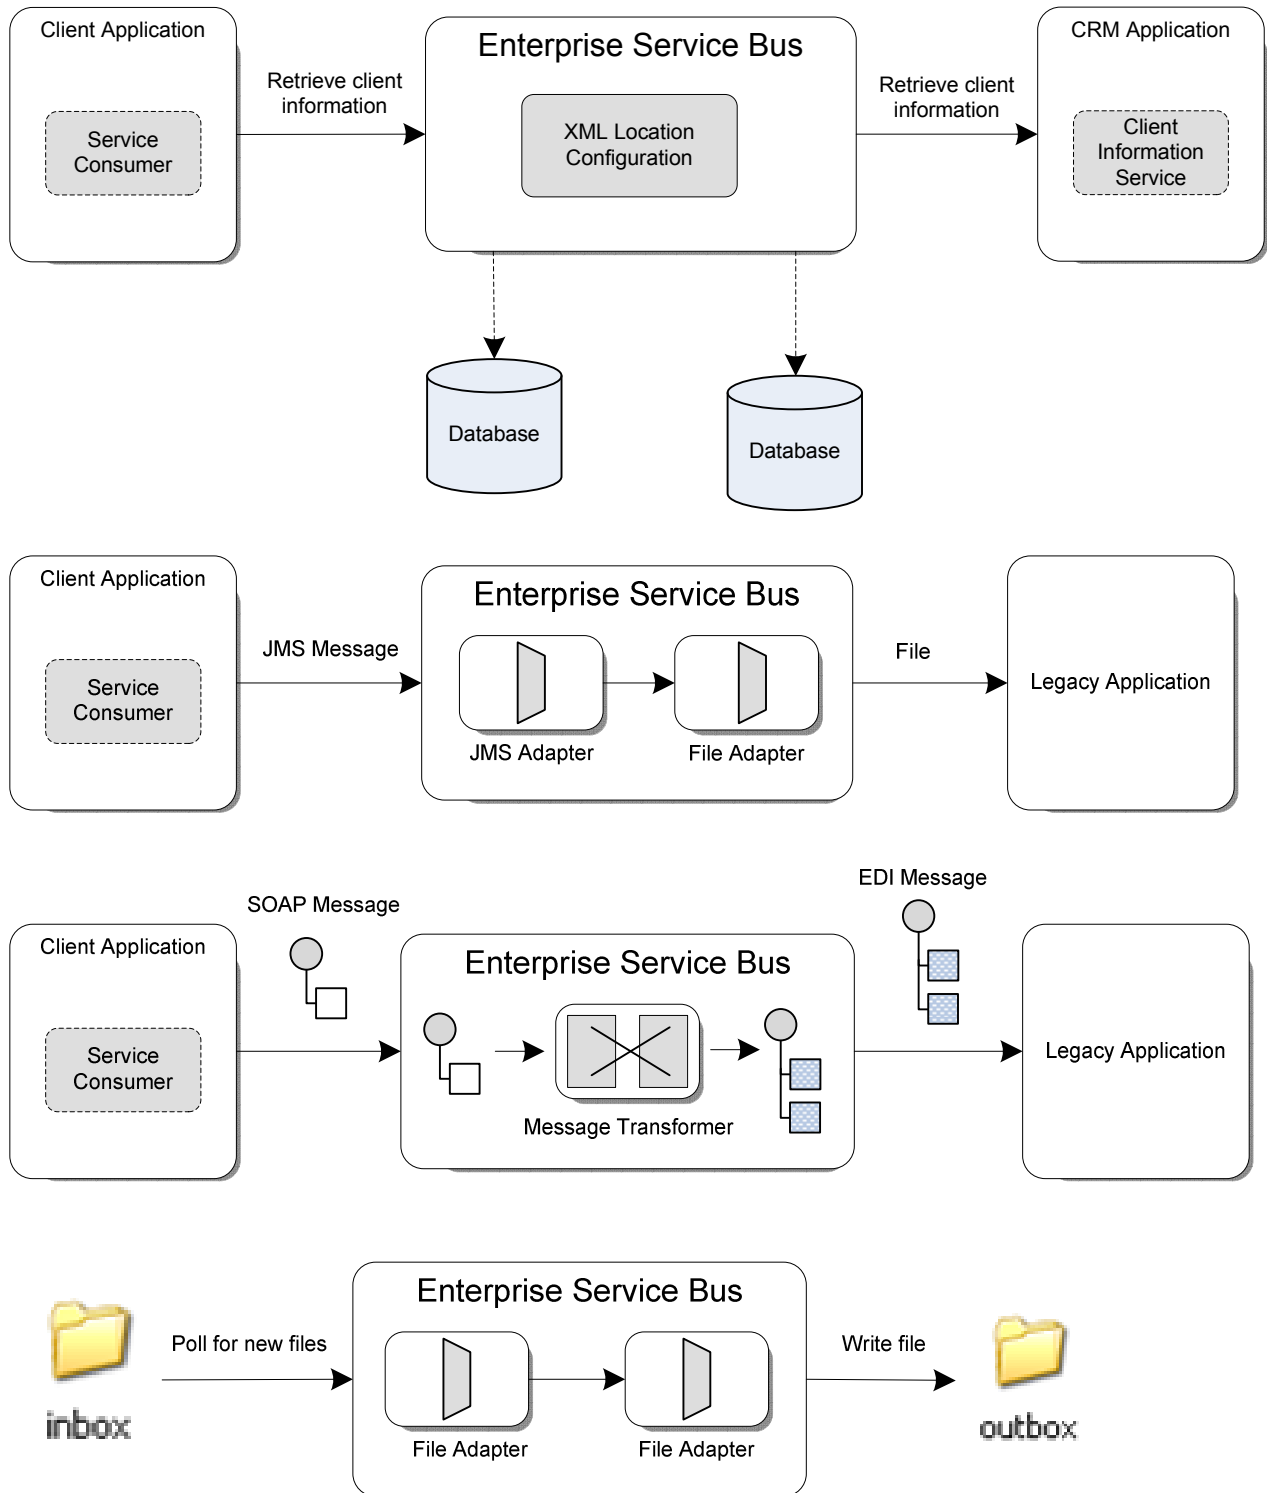 Client Application
Enterprise Service Bus
CRM Application
Retrieve client
information
Retrieve client
information
Service
Consumer
XML Location
Configuration
Client
Information
Service
Database
Database
Client Application
Enterprise Service Bus
JMS Message
File
Service
Consumer
Legacy Application
JMS Adapter
File Adapter
EDI Message
SOAP Message
Client Application
Enterprise Service Bus
Service
Consumer
Legacy Application
Message Transformer
Enterprise Service Bus
Poll for new files
Write file
inbox
outbox
File Adapter
File Adapter